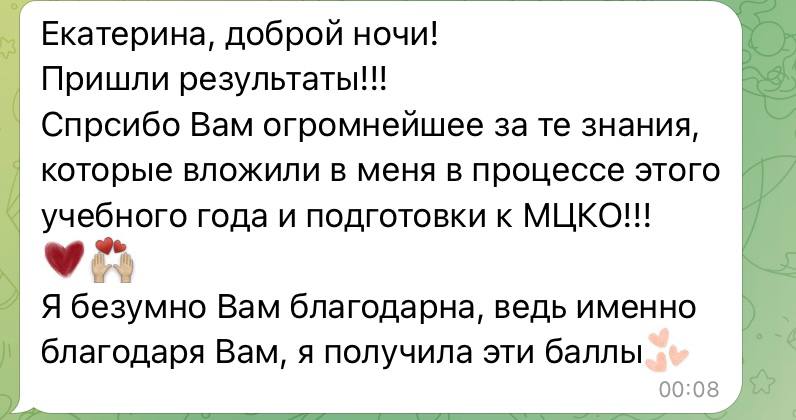 Екатерина, доброй ночи!
Пришли результаты!!!
Спрсибо Вам огромнейшее за те знания,
которые вложили в меня в процессе этого
учебного года и подготовки к МЦКО!!!
❤️🙌
Я безумно Вам благодарна, ведь именно
благодаря Вам, я получила эти баллы
00:08